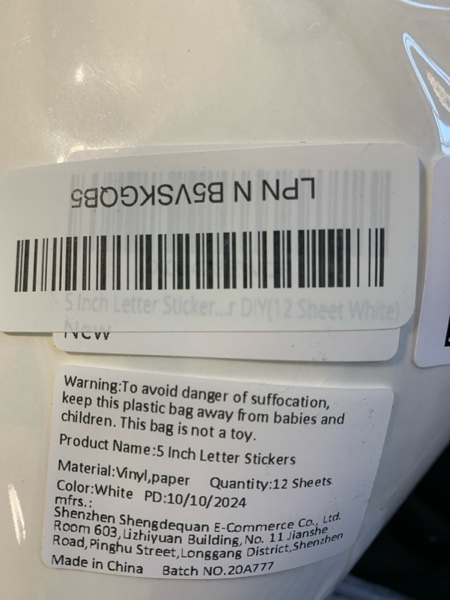 LPN N B5VSKGQB5
5 Inch Letter Sticker...r DIY(12 Sheet White)
New
Warning:To avoid danger of suffocation,
keep this plastic bag away from babies and
children. This bag is not a toy.
Product Name:5 Inch Letter Stickers
Material:Vinyl,paper Quantity:12 Sheets
Color:White PD:10/10/2024
mfrs.:
Shenzhen Shengdequan E-Commerce Co., Ltd.
Room 603,Lizhiyuan Building,No. 11 Jianshe
Road,Pinghu Street,Longgang District,Shenzhen
Made in China Batch NO.20A777